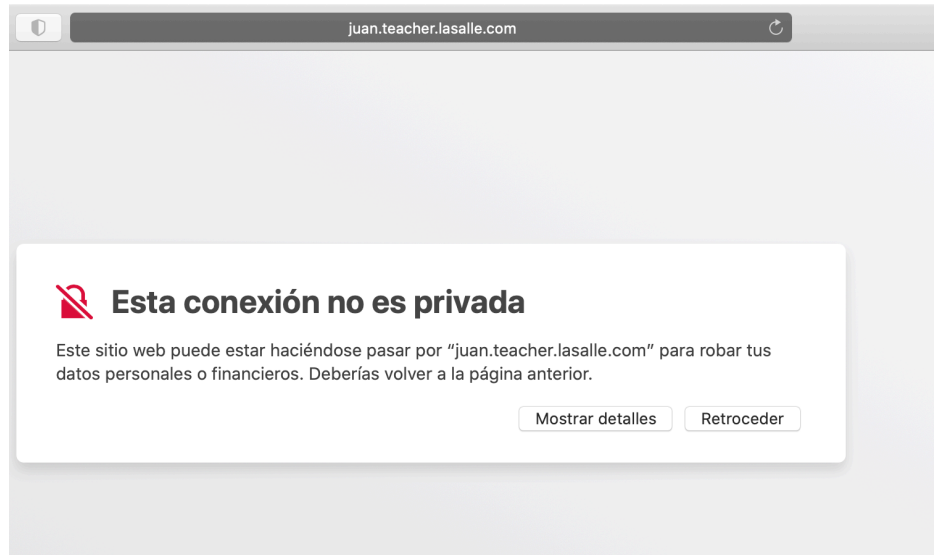 juan.teacher.lasalle.com
Esta conexión no es privada
Este sitio web puede estar haciéndose pasar por “juan.teacher.lasalle.com” para robar tus
datos personales o financieros. Deberías volver a la página anterior.
Mostrar detalles
Retroceder